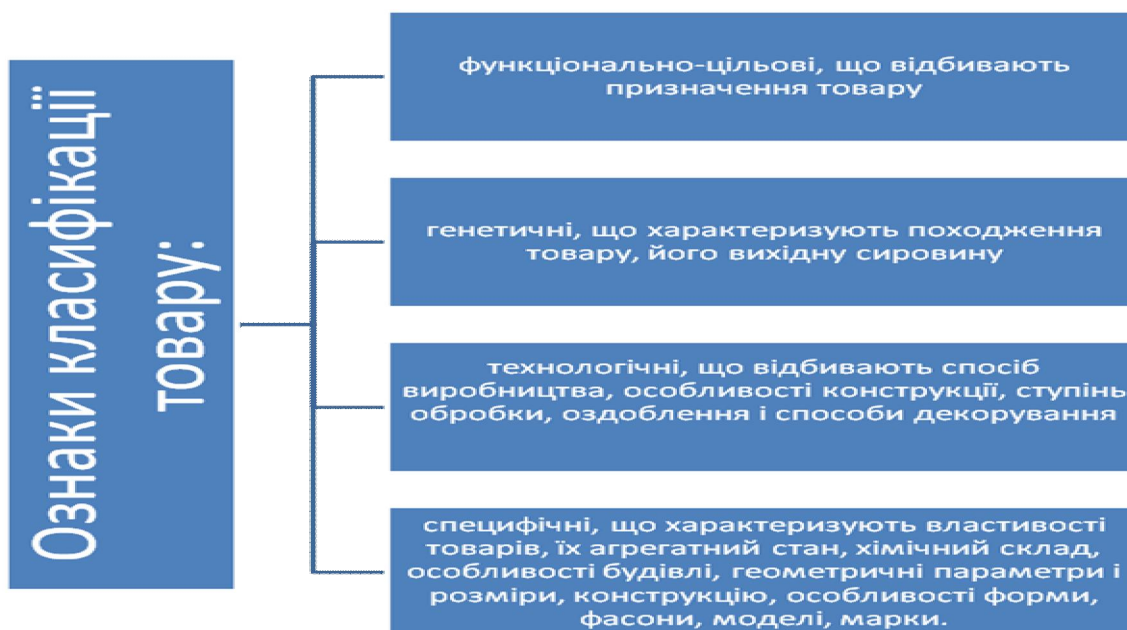 Ознаки класифікації
товару:
функціонально-цільові, що відбивають
призначення товару
генетичні, що характеризують походження
товару, його вихідну сировину
технологічні, що відбивають спосіб
виробництва, особливості конструкції, ступінь
обробки, оздоблення і способи декорування
специфічні, що характеризують властивості
товарів, їх агрегатний стан, хімічний склад,
особливості будівлі, геометричні параметри і
розміри, конструкцію, особливості форми,
фасони, моделі, марки.